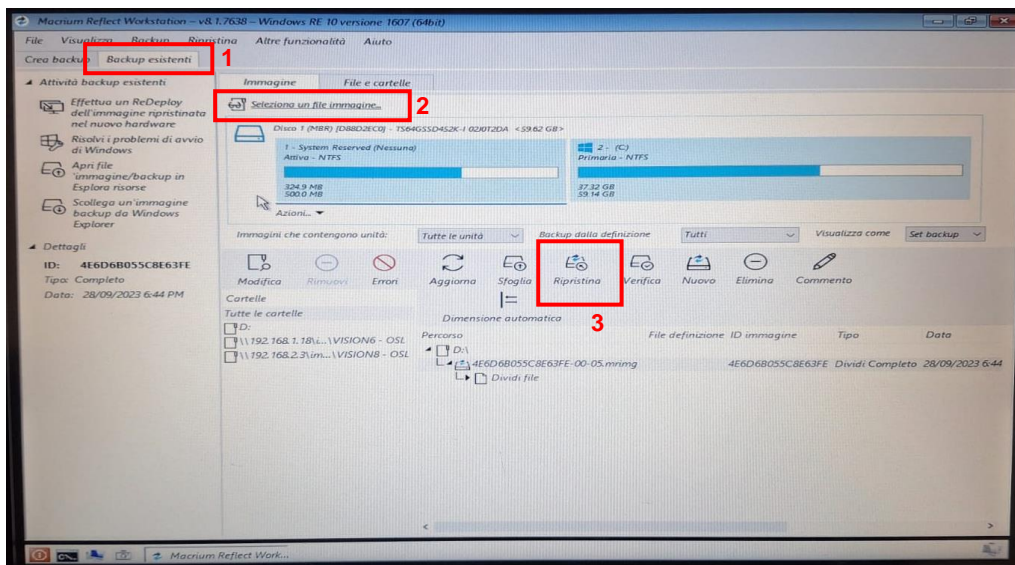 Macrium Reflect Workstation - v8.1.7638 - Windows RE 10 versione 1607 (64bit)
File Visualizza Backup Ripristina Altre funzionalità Aiuto
Crea backup Backup esistenti
1
Attività backup esistenti
Effettua un ReDeploy
dell'immagine ripristinata
nel nuovo hardware
Risolvi i problemi di avvio
di Windows
Apri file
'immagine/backup in
Esplora risorse
Scollega un'immagine
backup da Windows
Explorer
Dettagli
ID: 4E6D6B055C8E63FE
Tipo: Completo
Data: 28/09/2023 6:44 PM
Immagine File e cartelle
Seleziona un file immagine...
2
Disco 1 (MBR) [D88D2EC0] - TS64GSSD452K-I 02J0T2DA <59.62 GB>
1 - System Reserved (Nessuna)
Attiva - NTFS
324.9 MB
500.0 MB
2 - (C)
Primaria - NTFS
37.32 GB
59.14 GB
Azioni...
Immagini che contengono unità: Tutte le unità Backup dalla definizione Tutti Visualizza come Set backup
Modifica Rimuovi Errori Aggiorna Sfoglia Ripristina Verifica Nuovo Elimina Commento
Dimensione automatica
3
Cartelle
Tutte le cartelle
D:
\\192.168.1.18\i...\VISION6 - OSL
\\192.168.2.3\im...\VISION8 - OSL
Percorso File definizione ID immagine Tipo Data
D:\
4E6D6B055C8E63FE-00-05.mrimg 4E6D6B055C8E63FE Dividi Completo 28/09/2023 6:44
Dividi file
Macrium Reflect Work...